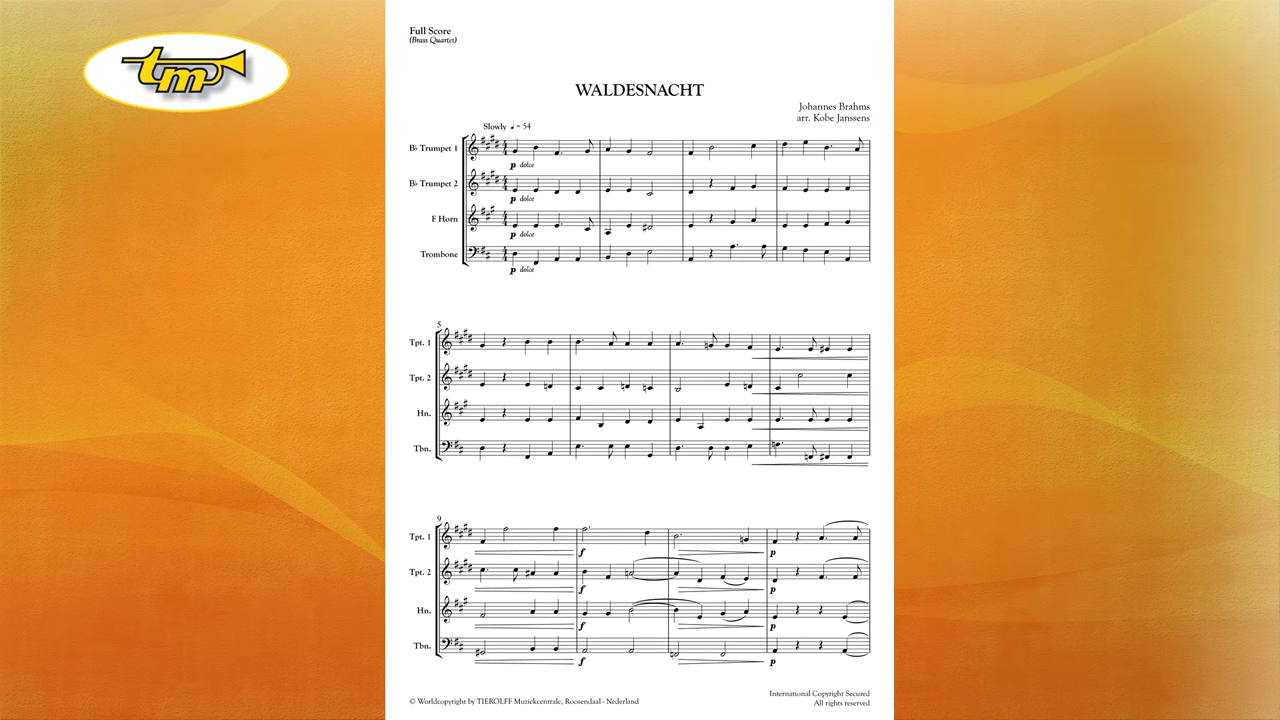 tm
Full Score
(Brass Quartet)
WALDESNACHT
Johannes Brahms
arr. Kobe Janssens
Slowly ♩ = 54
B♭ Trumpet 1
p dolce
B♭ Trumpet 2
p dolce
F Horn
p dolce
Trombone
p dolce
5
Tpt. 1
Tpt. 2
Hn.
Tbn.
9
Tpt. 1
f p
Tpt. 2
f p
Hn.
f p
Tbn.
f p
© Worldcopyright by TIEROLFF Muziekcentrale, Roosendaal - Nederland
International Copyright Secured
All rights reserved